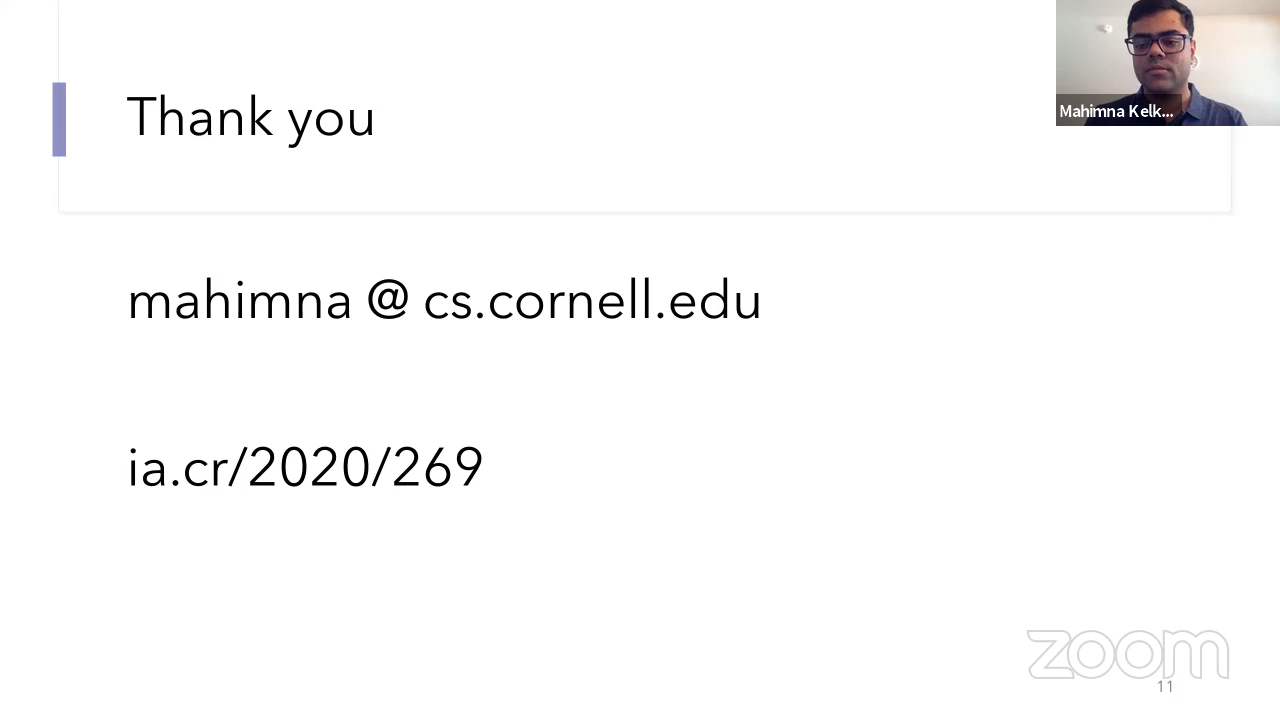 Thank you
Mahimna Kelk...
mahimna @ cs.cornell.edu
ia.cr/2020/269
zoom
11